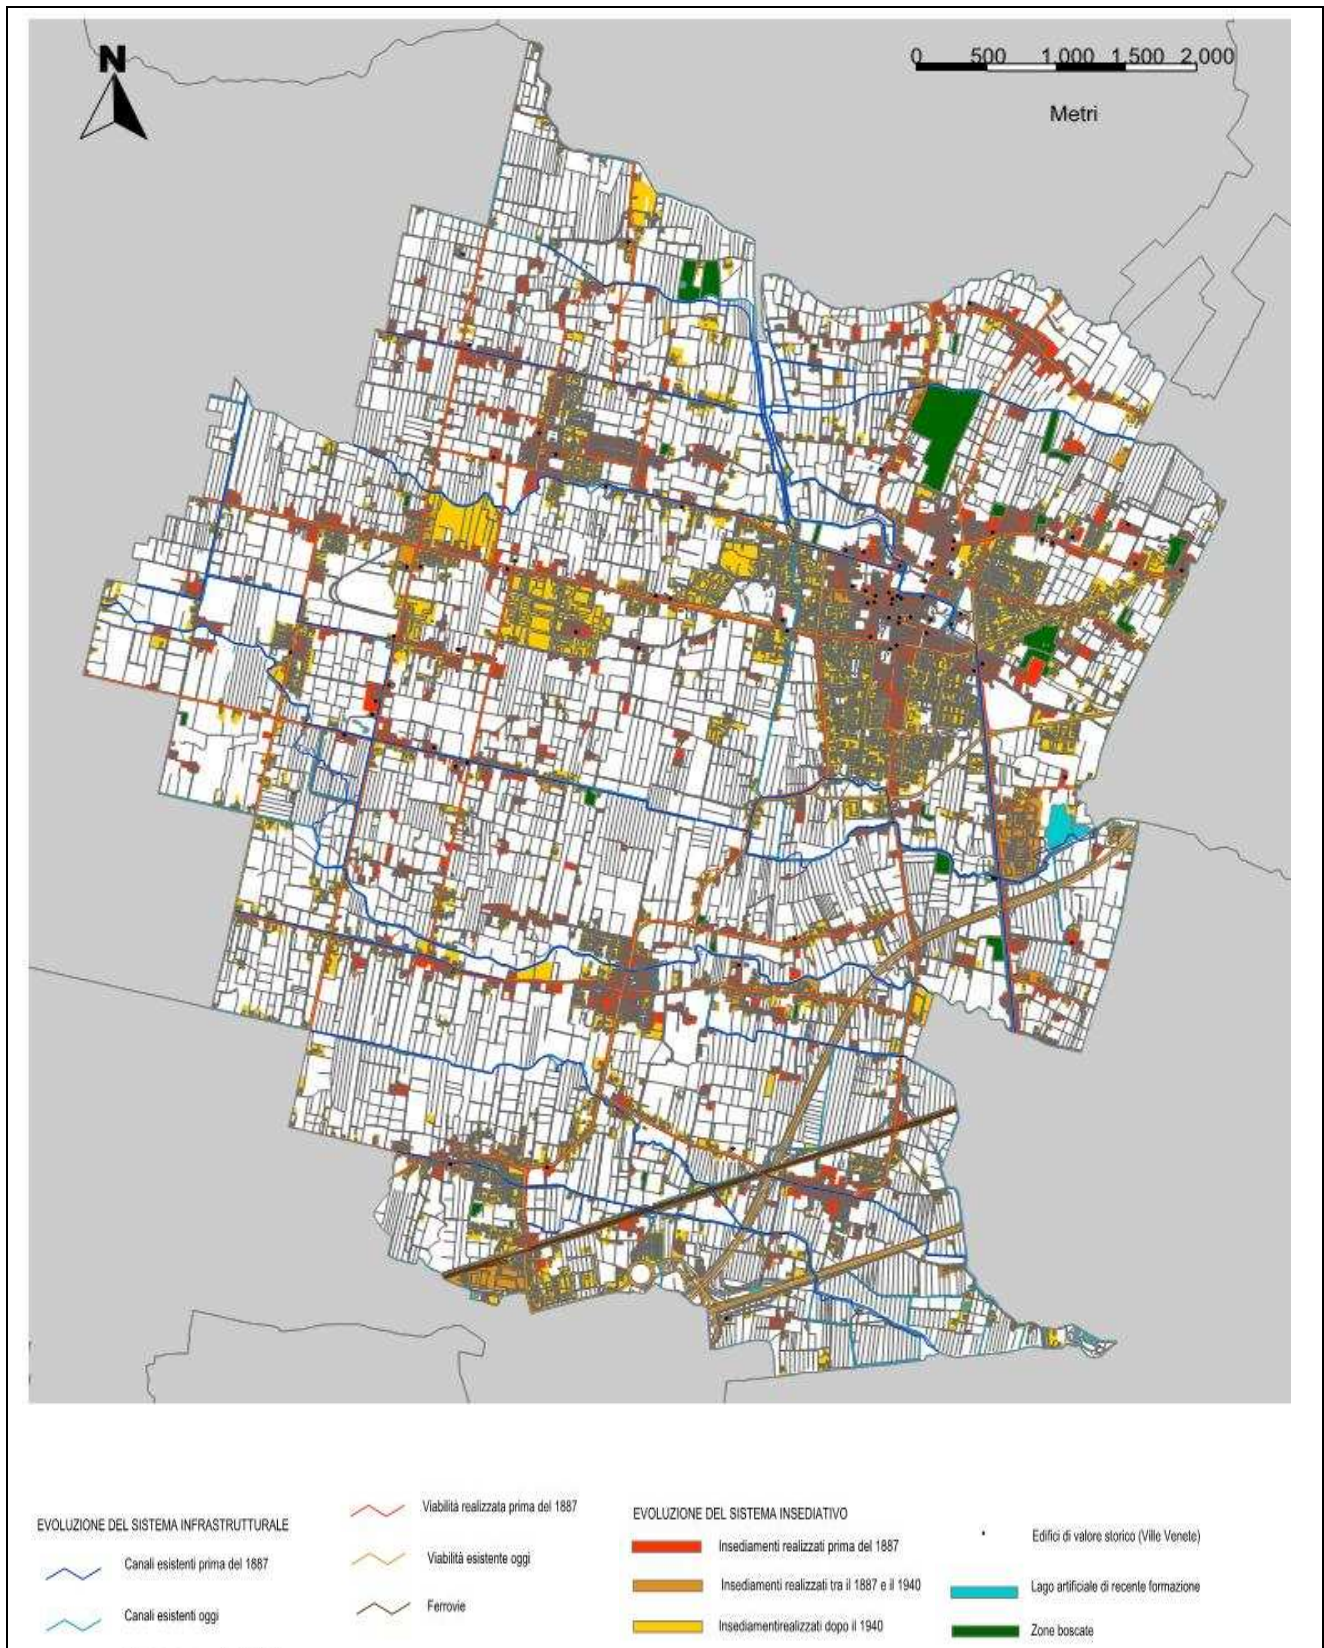 N
0 500 1.000 1.500 2.000
Metri
EVOLUZIONE DEL SISTEMA INFRASTRUTTURALE
Canali esistenti prima del 1887
Canali esistenti oggi
Viabilità realizzata prima del 1887
Viabilità esistente oggi
Ferrovie
EVOLUZIONE DEL SISTEMA INSEDIATIVO
Insediamenti realizzati prima del 1887
Insediamenti realizzati tra il 1887 e il 1940
Insediamentirealizzati dopo il 1940
Edifici di valore storico (Ville Venete)
Lago artificiale di recente formazione
Zone boscate